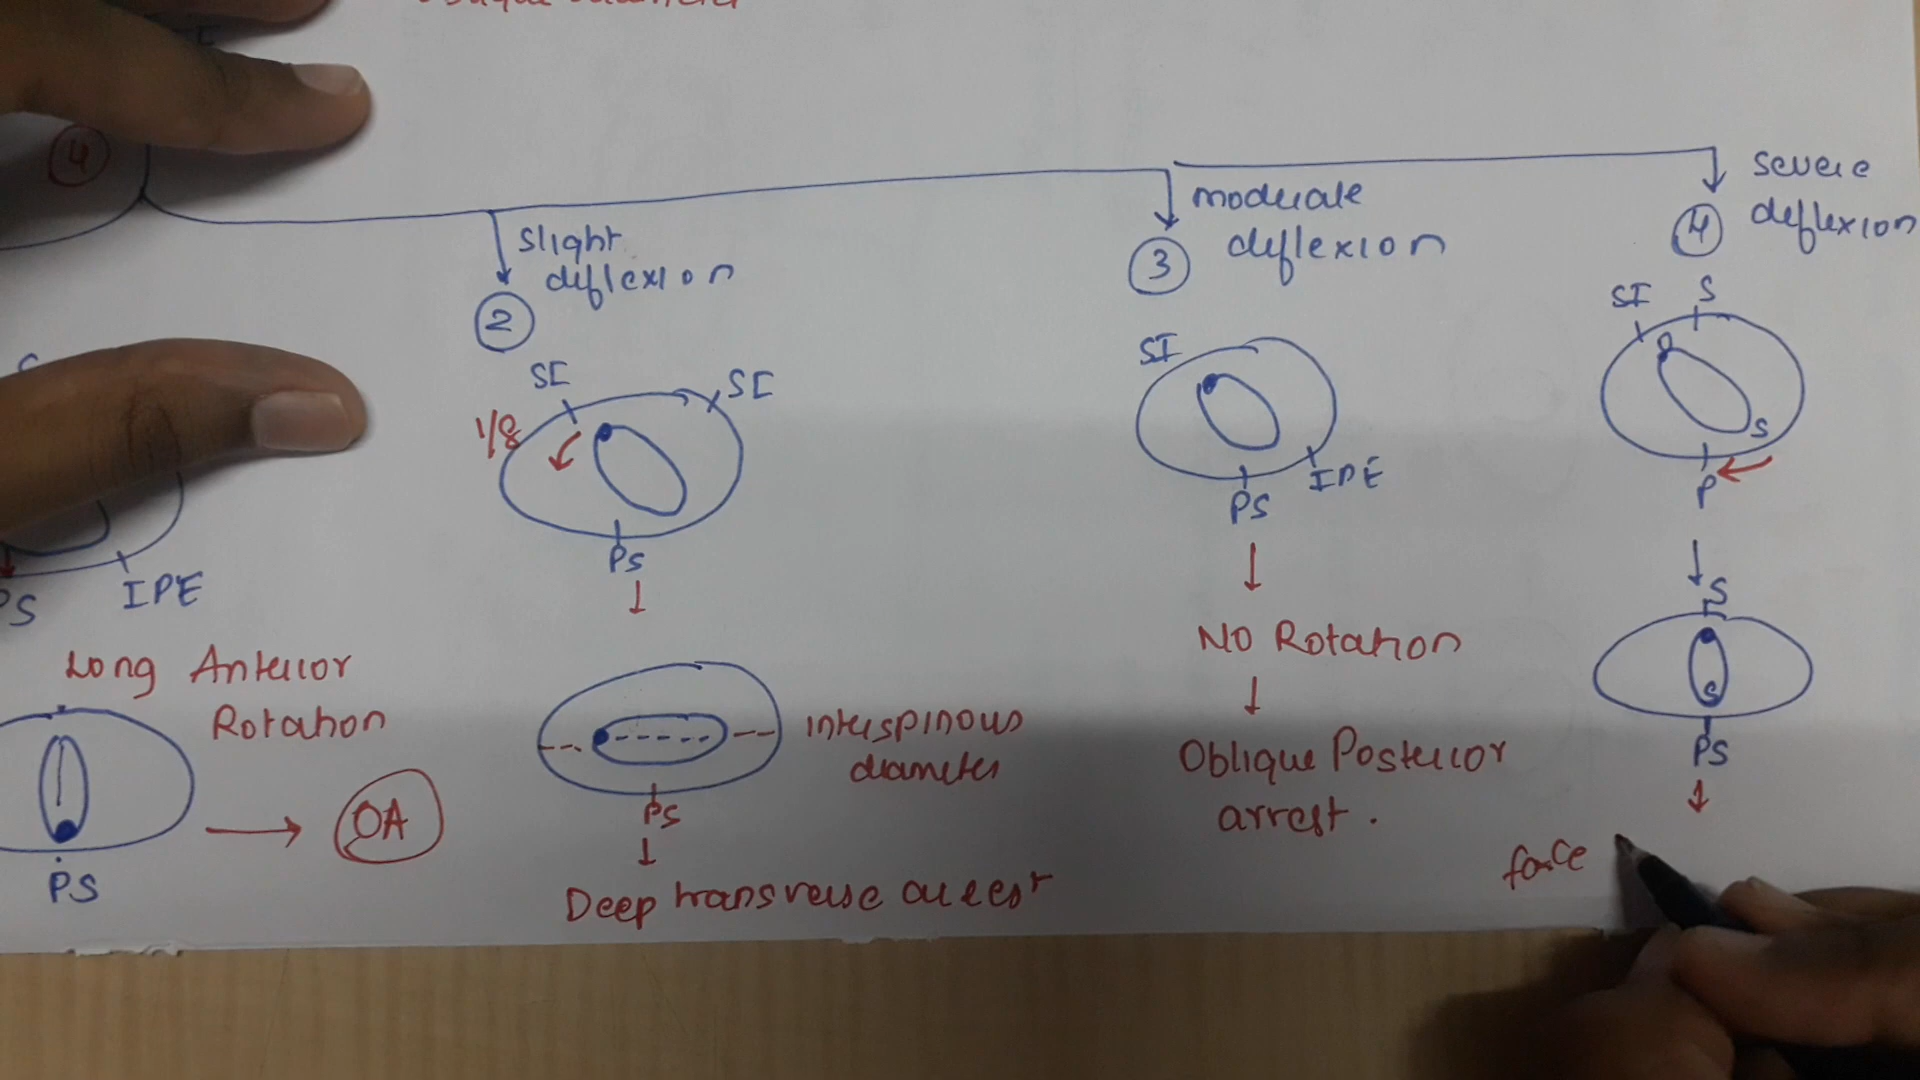 4
severe
deflexion
4
moderate
deflexion
3
slight
deflexion
2
SI
S
SI
SI
SI
1/8
O
S
P
IPE
PS
PS
IPE
PS
Long Anterior
Rotation
OA
PS
interspinous
diameter
PS
Deep transverse arrest
No Rotation
Oblique Posterior
arrest.
S
S
PS
face